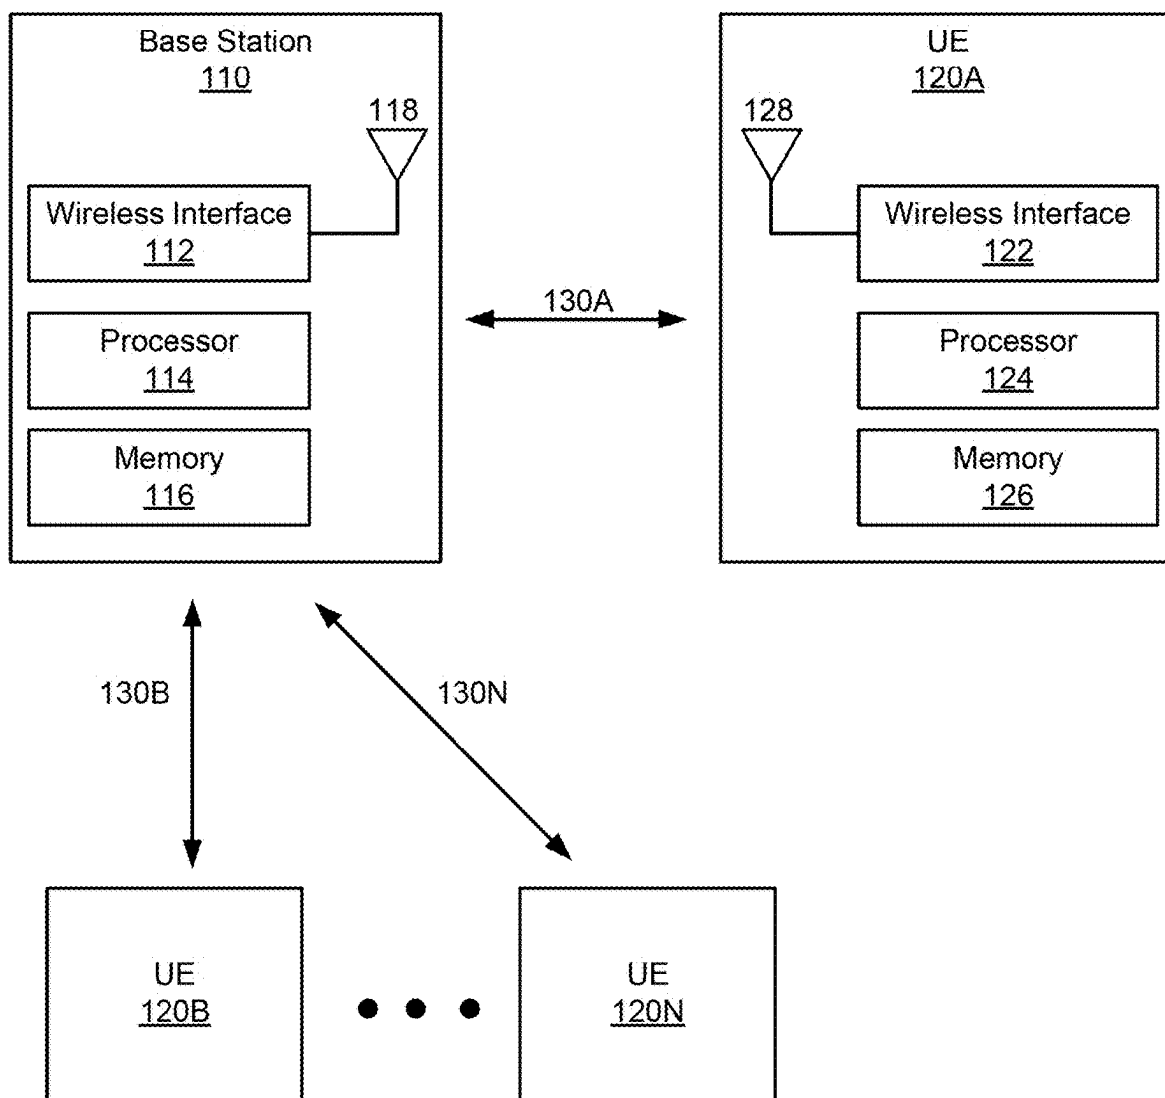 Base Station
110
118
Wireless Interface
112
Processor
114
Memory
116
UE
120A
128
Wireless Interface
122
Processor
124
Memory
126
130A
130B
130N
UE
120B
UE
120N